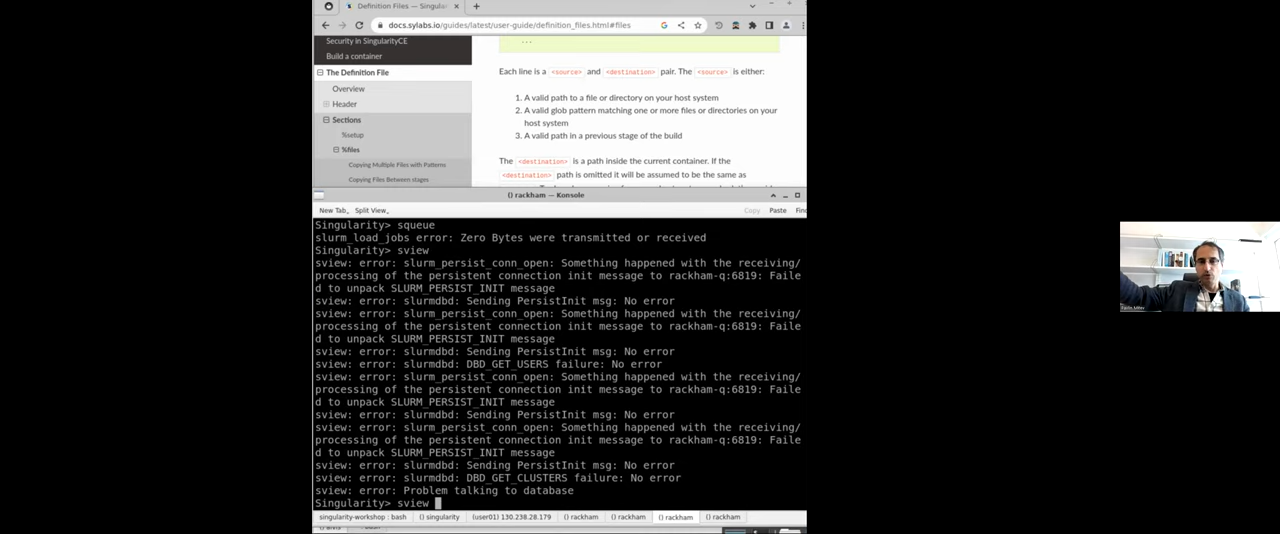 Definition Files — Singulari
docs.sylabs.io/guides/latest/user-guide/definition_files.html#files
Security in SingularityCE
Build a container
The Definition File
Overview
Header
Sections
%setup
%files
Copying Multiple Files with Patterns
Copying Files Between stages
...
Each line is a <source> and <destination> pair. The <source> is either:
1. A valid path to a file or directory on your host system
2. A valid glob pattern matching one or more files or directories on your
host system
3. A valid path in a previous stage of the build
The <destination> is a path inside the current container. If the
<destination> path is omitted it will be assumed to be the same as
() rackham — Konsole
New Tab
Split View
Copy
Paste
Find
Singularity> squeue
slurm_load_jobs error: Zero Bytes were transmitted or received
Singularity> sview
sview: error: slurm_persist_conn_open: Something happened with the receiving/
processing of the persistent connection init message to rackham-q:6819: Faile
d to unpack SLURM_PERSIST_INIT message
sview: error: slurmdbd: Sending PersistInit msg: No error
sview: error: slurm_persist_conn_open: Something happened with the receiving/
processing of the persistent connection init message to rackham-q:6819: Faile
d to unpack SLURM_PERSIST_INIT message
sview: error: slurmdbd: Sending PersistInit msg: No error
sview: error: slurmdbd: DBD_GET_USERS failure: No error
sview: error: slurm_persist_conn_open: Something happened with the receiving/
processing of the persistent connection init message to rackham-q:6819: Faile
d to unpack SLURM_PERSIST_INIT message
sview: error: slurmdbd: Sending PersistInit msg: No error
sview: error: slurm_persist_conn_open: Something happened with the receiving/
processing of the persistent connection init message to rackham-q:6819: Faile
d to unpack SLURM_PERSIST_INIT message
sview: error: slurmdbd: Sending PersistInit msg: No error
sview: error: slurmdbd: DBD_GET_CLUSTERS failure: No error
sview: error: Problem talking to database
Singularity> sview
singularity-workshop : bash
() singularity
(user01) 130.238.28.179
() rackham
() rackham
() rackham
() rackham